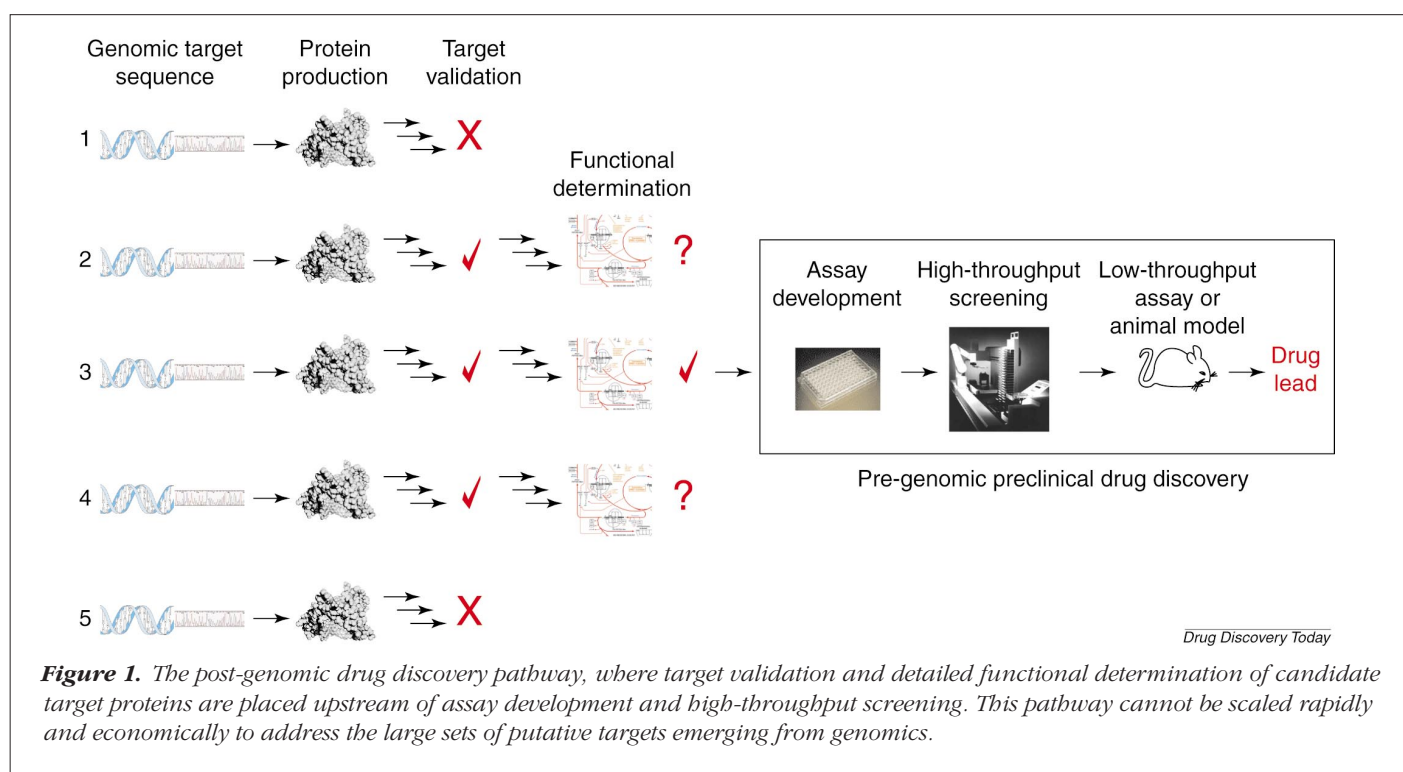 Genomic target
sequence
Protein
production
Target
validation
1
X
Functional
determination
2
?
Assay
development
High-throughput
screening
Low-throughput
assay or
animal model
3
Drug
lead
Pre-genomic preclinical drug discovery
4
?
5
X
Drug Discovery Today
Figure 1. The post-genomic drug discovery pathway, where target validation and detailed functional determination of candidate
target proteins are placed upstream of assay development and high-throughput screening. This pathway cannot be scaled rapidly
and economically to address the large sets of putative targets emerging from genomics.